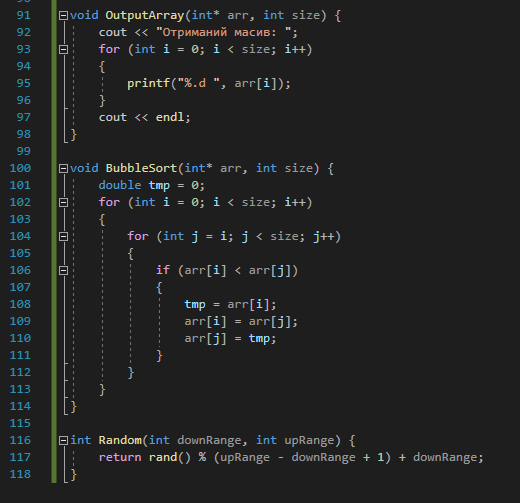 91 void OutputArray(int* arr, int size) {
92 cout << "Отриманий масив: ";
93 for (int i = 0; i < size; i++)
94 {
95 printf("%.d ", arr[i]);
96 }
97 cout << endl;
98 }
99
100 void BubbleSort(int* arr, int size) {
101 double tmp = 0;
102 for (int i = 0; i < size; i++)
103 {
104 for (int j = i; j < size; j++)
105 {
106 if (arr[i] < arr[j])
107 {
108 tmp = arr[i];
109 arr[i] = arr[j];
110 arr[j] = tmp;
111 }
112 }
113 }
114 }
115
116 int Random(int downRange, int upRange) {
117 return rand() % (upRange - downRange + 1) + downRange;
118 }